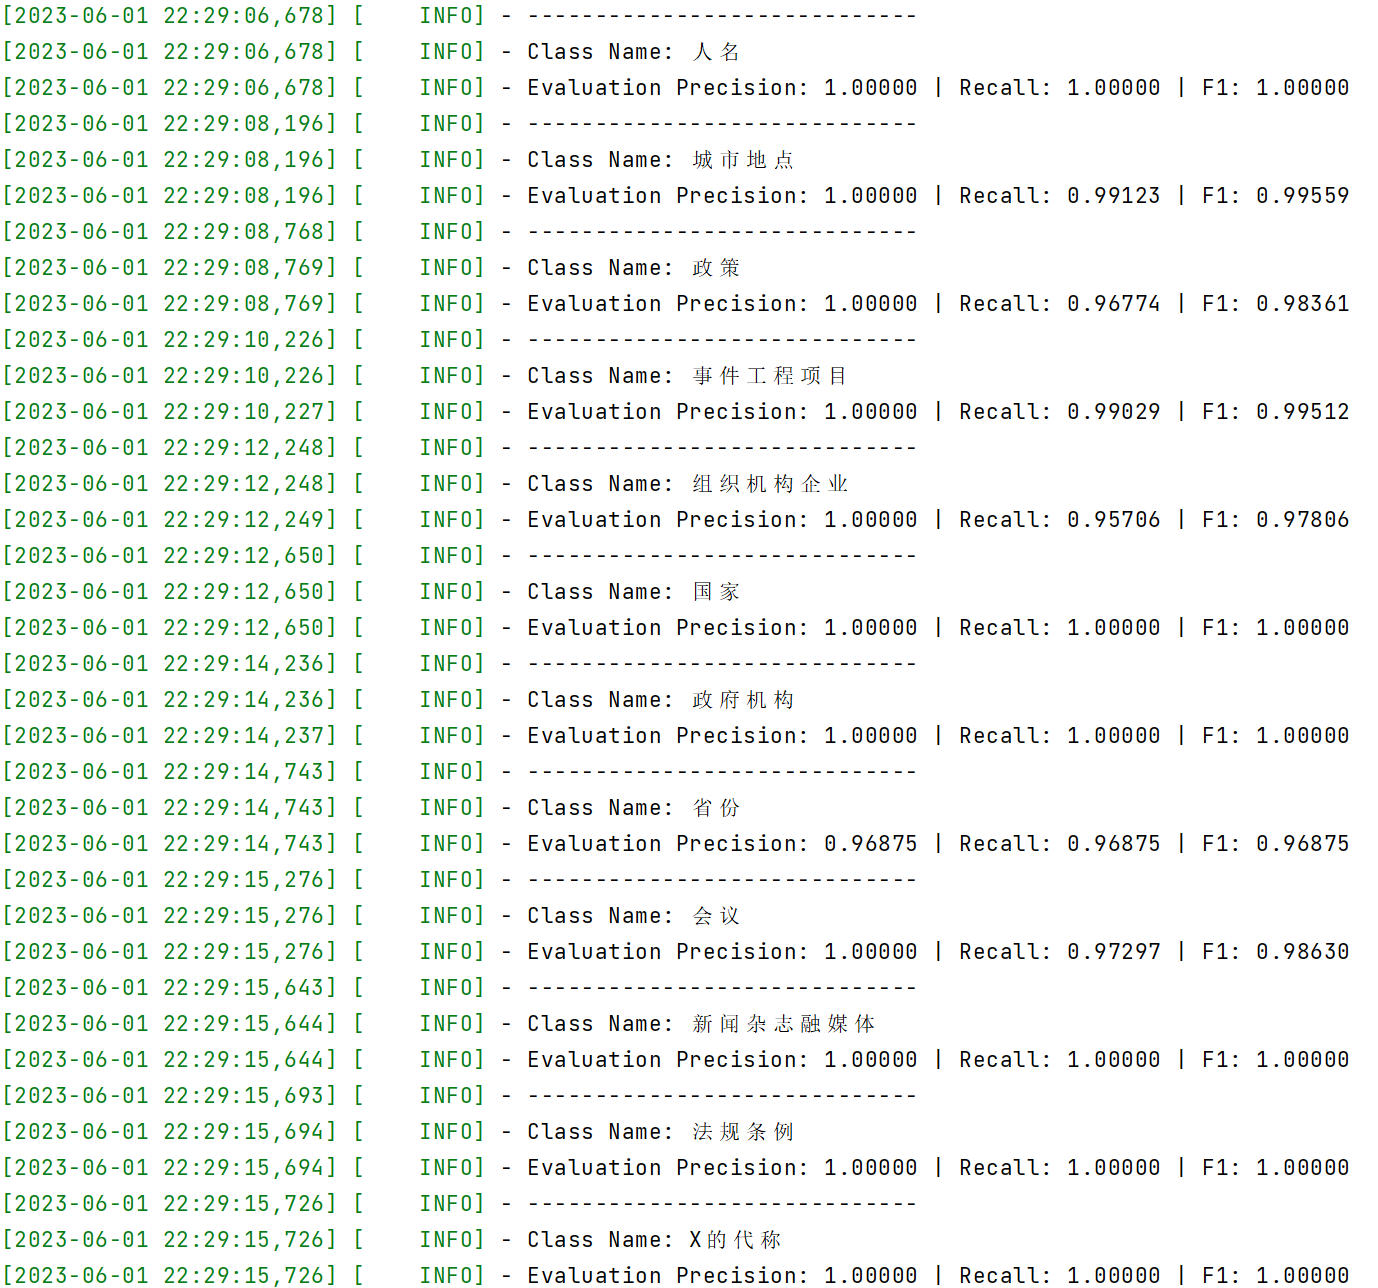 [2023-06-01 22:29:06,678] [    INFO] - -----------------------------
[2023-06-01 22:29:06,678] [    INFO] - Class Name: 人名
[2023-06-01 22:29:06,678] [    INFO] - Evaluation Precision: 1.00000 | Recall: 1.00000 | F1: 1.00000
[2023-06-01 22:29:08,196] [    INFO] - -----------------------------
[2023-06-01 22:29:08,196] [    INFO] - Class Name: 城市地点
[2023-06-01 22:29:08,196] [    INFO] - Evaluation Precision: 1.00000 | Recall: 0.99123 | F1: 0.99559
[2023-06-01 22:29:08,768] [    INFO] - -----------------------------
[2023-06-01 22:29:08,769] [    INFO] - Class Name: 政策
[2023-06-01 22:29:08,769] [    INFO] - Evaluation Precision: 1.00000 | Recall: 0.96774 | F1: 0.98361
[2023-06-01 22:29:10,226] [    INFO] - -----------------------------
[2023-06-01 22:29:10,226] [    INFO] - Class Name: 事件工程项目
[2023-06-01 22:29:10,227] [    INFO] - Evaluation Precision: 1.00000 | Recall: 0.99029 | F1: 0.99512
[2023-06-01 22:29:12,248] [    INFO] - -----------------------------
[2023-06-01 22:29:12,248] [    INFO] - Class Name: 组织机构企业
[2023-06-01 22:29:12,249] [    INFO] - Evaluation Precision: 1.00000 | Recall: 0.95706 | F1: 0.97806
[2023-06-01 22:29:12,650] [    INFO] - -----------------------------
[2023-06-01 22:29:12,650] [    INFO] - Class Name: 国家
[2023-06-01 22:29:12,650] [    INFO] - Evaluation Precision: 1.00000 | Recall: 1.00000 | F1: 1.00000
[2023-06-01 22:29:14,236] [    INFO] - -----------------------------
[2023-06-01 22:29:14,236] [    INFO] - Class Name: 政府机构
[2023-06-01 22:29:14,237] [    INFO] - Evaluation Precision: 1.00000 | Recall: 1.00000 | F1: 1.00000
[2023-06-01 22:29:14,743] [    INFO] - -----------------------------
[2023-06-01 22:29:14,743] [    INFO] - Class Name: 省份
[2023-06-01 22:29:14,743] [    INFO] - Evaluation Precision: 0.96875 | Recall: 0.96875 | F1: 0.96875
[2023-06-01 22:29:15,276] [    INFO] - -----------------------------
[2023-06-01 22:29:15,276] [    INFO] - Class Name: 会议
[2023-06-01 22:29:15,276] [    INFO] - Evaluation Precision: 1.00000 | Recall: 0.97297 | F1: 0.98630
[2023-06-01 22:29:15,643] [    INFO] - -----------------------------
[2023-06-01 22:29:15,644] [    INFO] - Class Name: 新闻杂志融媒体
[2023-06-01 22:29:15,644] [    INFO] - Evaluation Precision: 1.00000 | Recall: 1.00000 | F1: 1.00000
[2023-06-01 22:29:15,693] [    INFO] - -----------------------------
[2023-06-01 22:29:15,694] [    INFO] - Class Name: 法规条例
[2023-06-01 22:29:15,694] [    INFO] - Evaluation Precision: 1.00000 | Recall: 1.00000 | F1: 1.00000
[2023-06-01 22:29:15,726] [    INFO] - -----------------------------
[2023-06-01 22:29:15,726] [    INFO] - Class Name: X的代称
[2023-06-01 22:29:15,726] [    INFO] - Evaluation Precision: 1.00000 | Recall: 1.00000 | F1: 1.00000